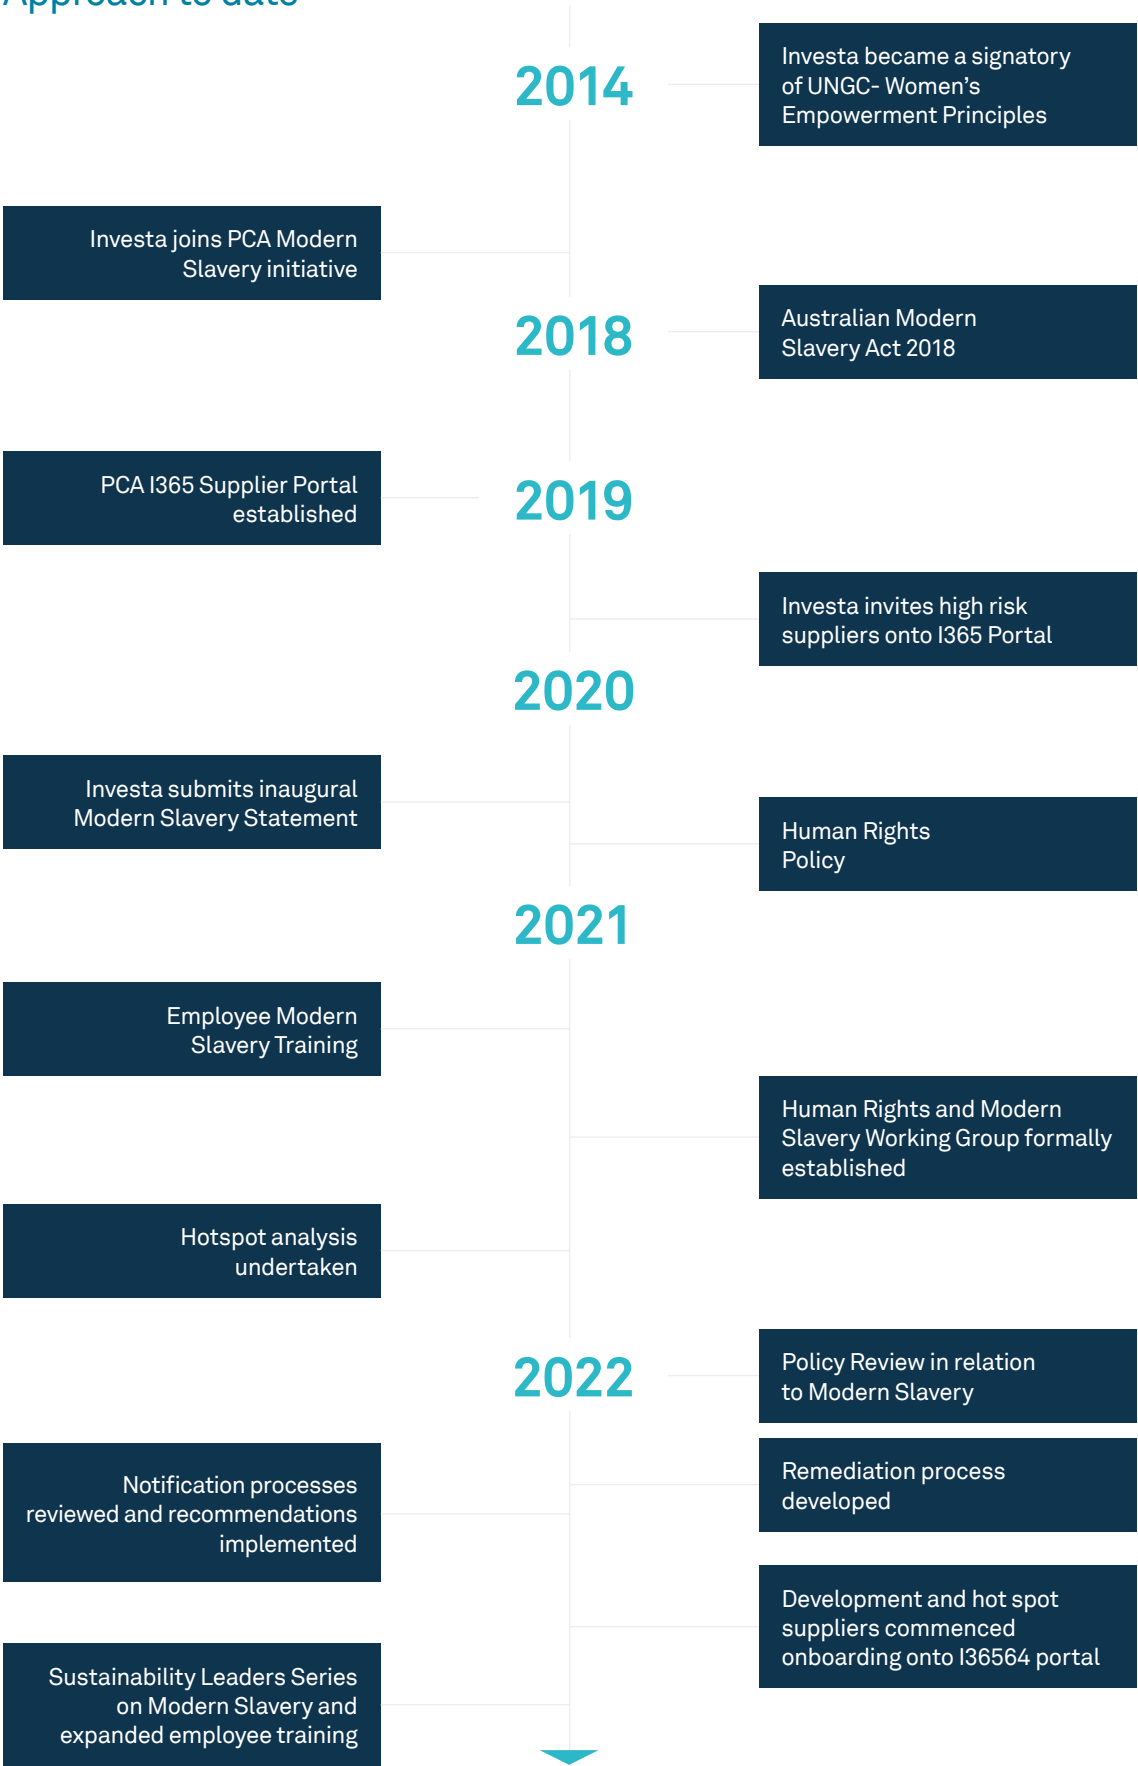 Approach to date
2014
Investa became a signatory
of UNGC- Women’s
Empowerment Principles
Investa joins PCA Modern
Slavery initiative
2018
Australian Modern
Slavery Act 2018
PCA I365 Supplier Portal
established
2019
Investa invites high risk
suppliers onto I365 Portal
2020
Investa submits inaugural
Modern Slavery Statement
Human Rights
Policy
2021
Employee Modern
Slavery Training
Human Rights and Modern
Slavery Working Group formally
established
Hotspot analysis
undertaken
2022
Policy Review in relation
to Modern Slavery
Notification processes
reviewed and recommendations
implemented
Remediation process
developed
Development and hot spot
suppliers commenced
onboarding onto I36564 portal
Sustainability Leaders Series
on Modern Slavery and
expanded employee training